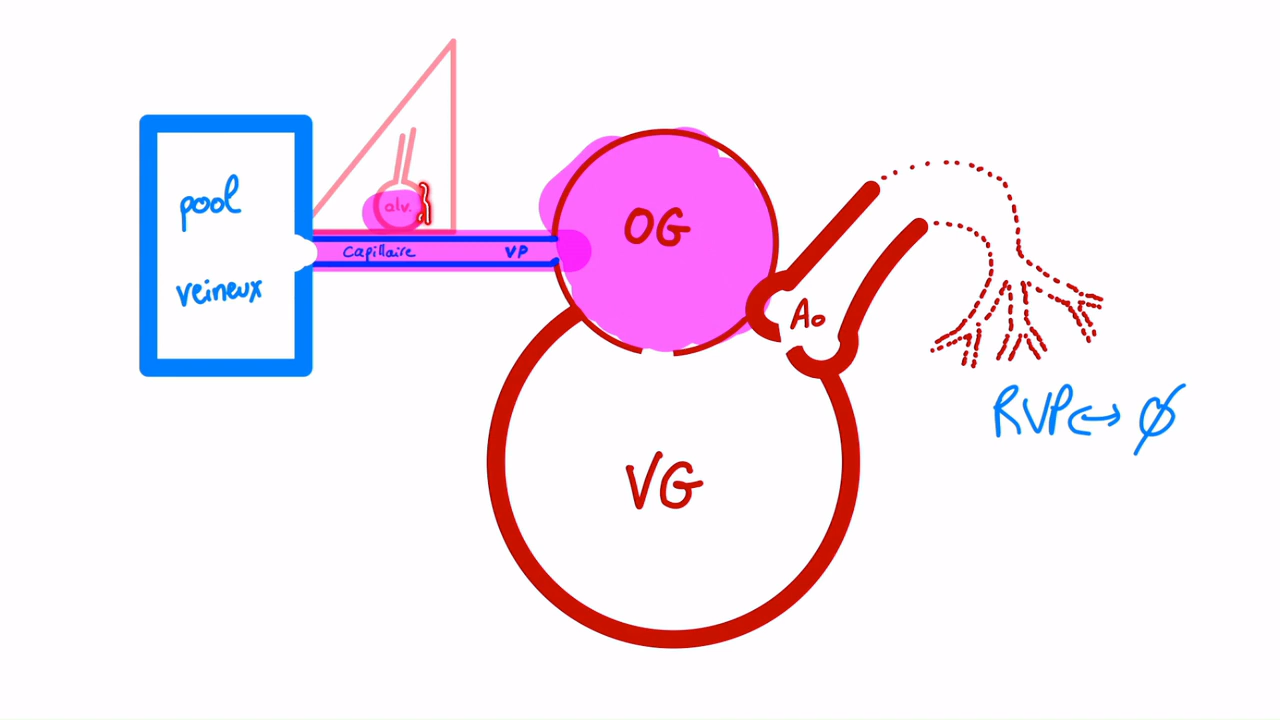 pool
veineux
alv.
Capillaire
VP
OG
Ao
VG
RVP ↔ Ø